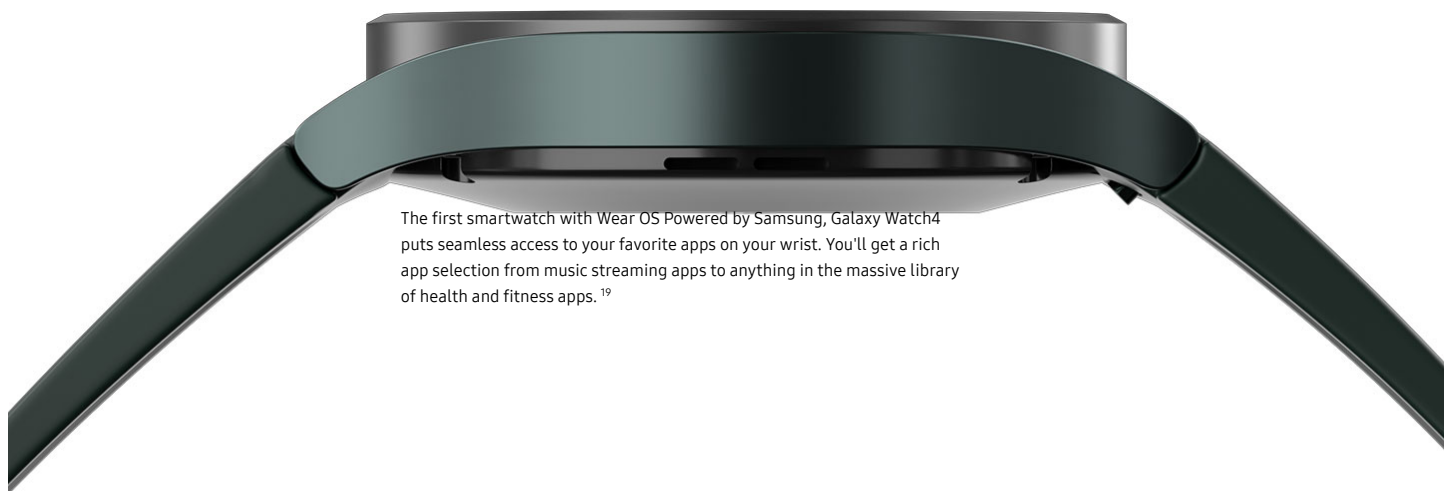 The first smartwatch with Wear OS Powered by Samsung, Galaxy Watch4
puts seamless access to your favorite apps on your wrist. You'll get a rich
app selection from music streaming apps to anything in the massive library
of health and fitness apps. 19